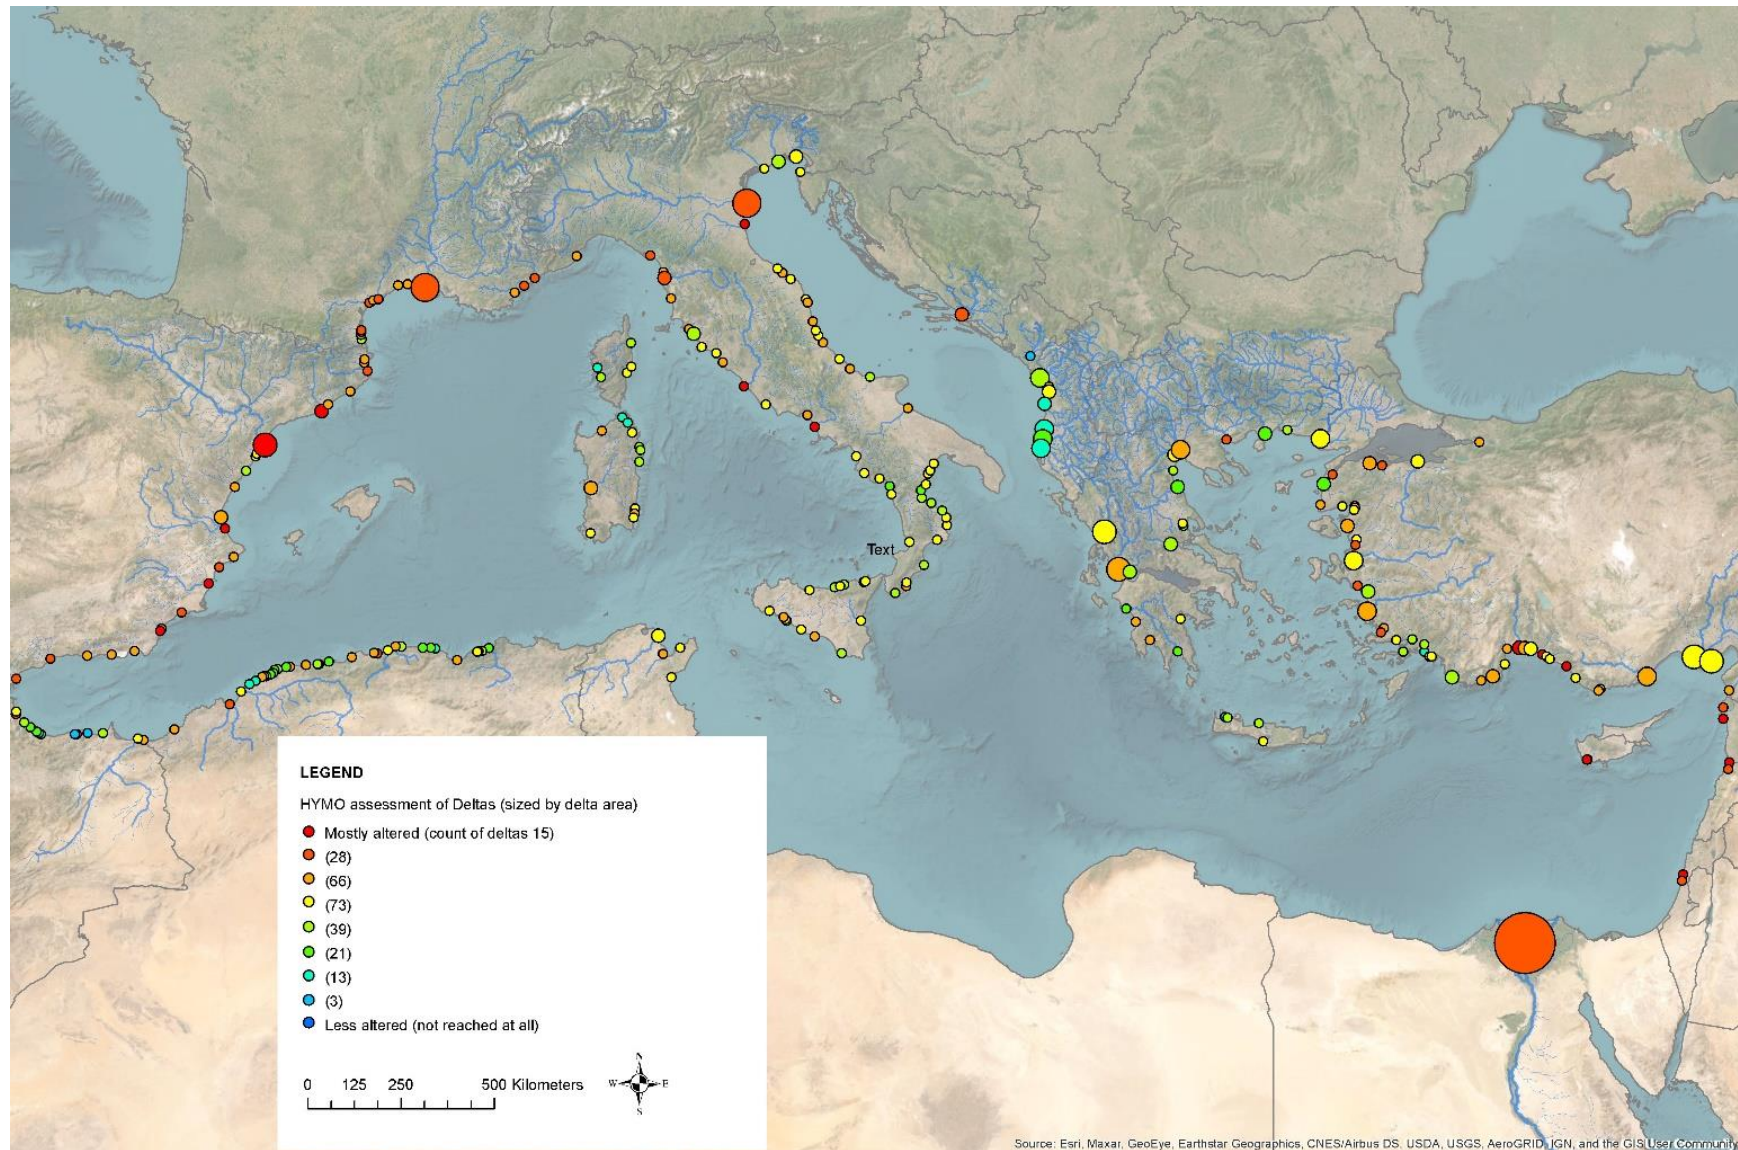 Text
LEGEND
HYMO assessment of Deltas (sized by delta area)
Mostly altered (count of deltas 15)
(28)
(66)
(73)
(39)
(21)
(13)
(3)
Less altered (not reached at all)
0 125 250 500 Kilometers
N
W E
S
Source: Esri, Maxar, GeoEye, Earthstar Geographics, CNES/Airbus DS, USDA, USGS, AeroGRID, IGN, and the GIS User Community